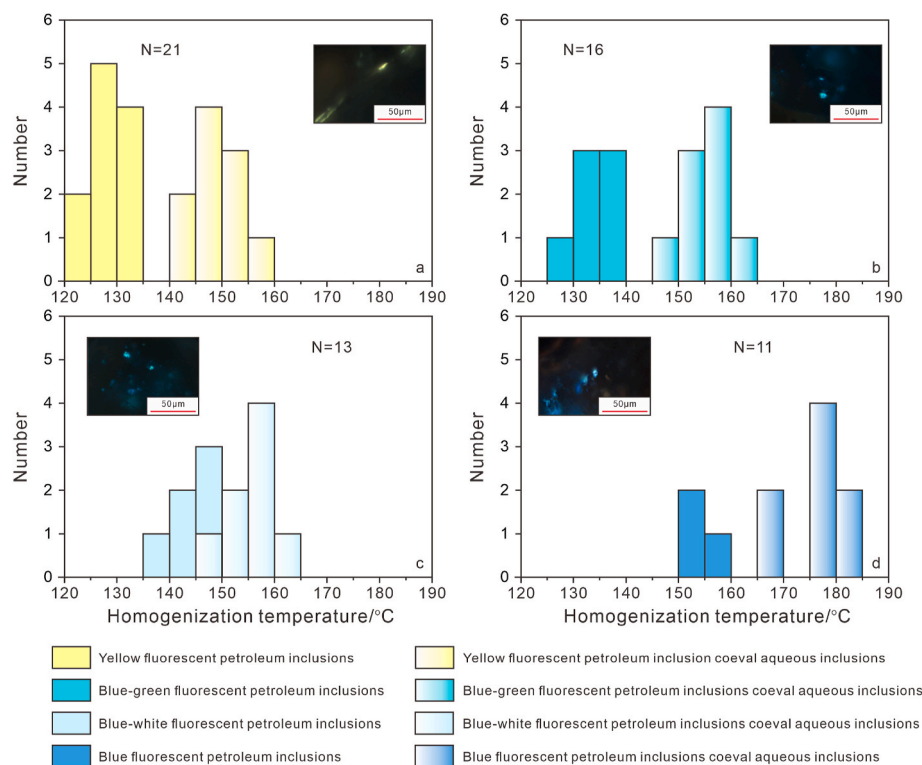 6
5
4
3
2
1
0
Number
N=21
50μm
a
120 130 140 150 160 170 180 190
6
5
4
3
2
1
0
Number
N=16
50μm
b
120 130 140 150 160 170 180 190
6
5
4
3
2
1
0
Number
N=13
50μm
c
120 130 140 150 160 170 180 190
Homogenization temperature/°C
6
5
4
3
2
1
0
Number
N=11
50μm
d
120 130 140 150 160 170 180 190
Homogenization temperature/°C
Yellow fluorescent petroleum inclusions
Yellow fluorescent petroleum inclusion coeval aqueous inclusions
Blue-green fluorescent petroleum inclusions
Blue-green fluorescent petroleum inclusions coeval aqueous inclusions
Blue-white fluorescent petroleum inclusions
Blue-white fluorescent petroleum inclusions coeval aqueous inclusions
Blue fluorescent petroleum inclusions
Blue fluorescent petroleum inclusions coeval aqueous inclusions